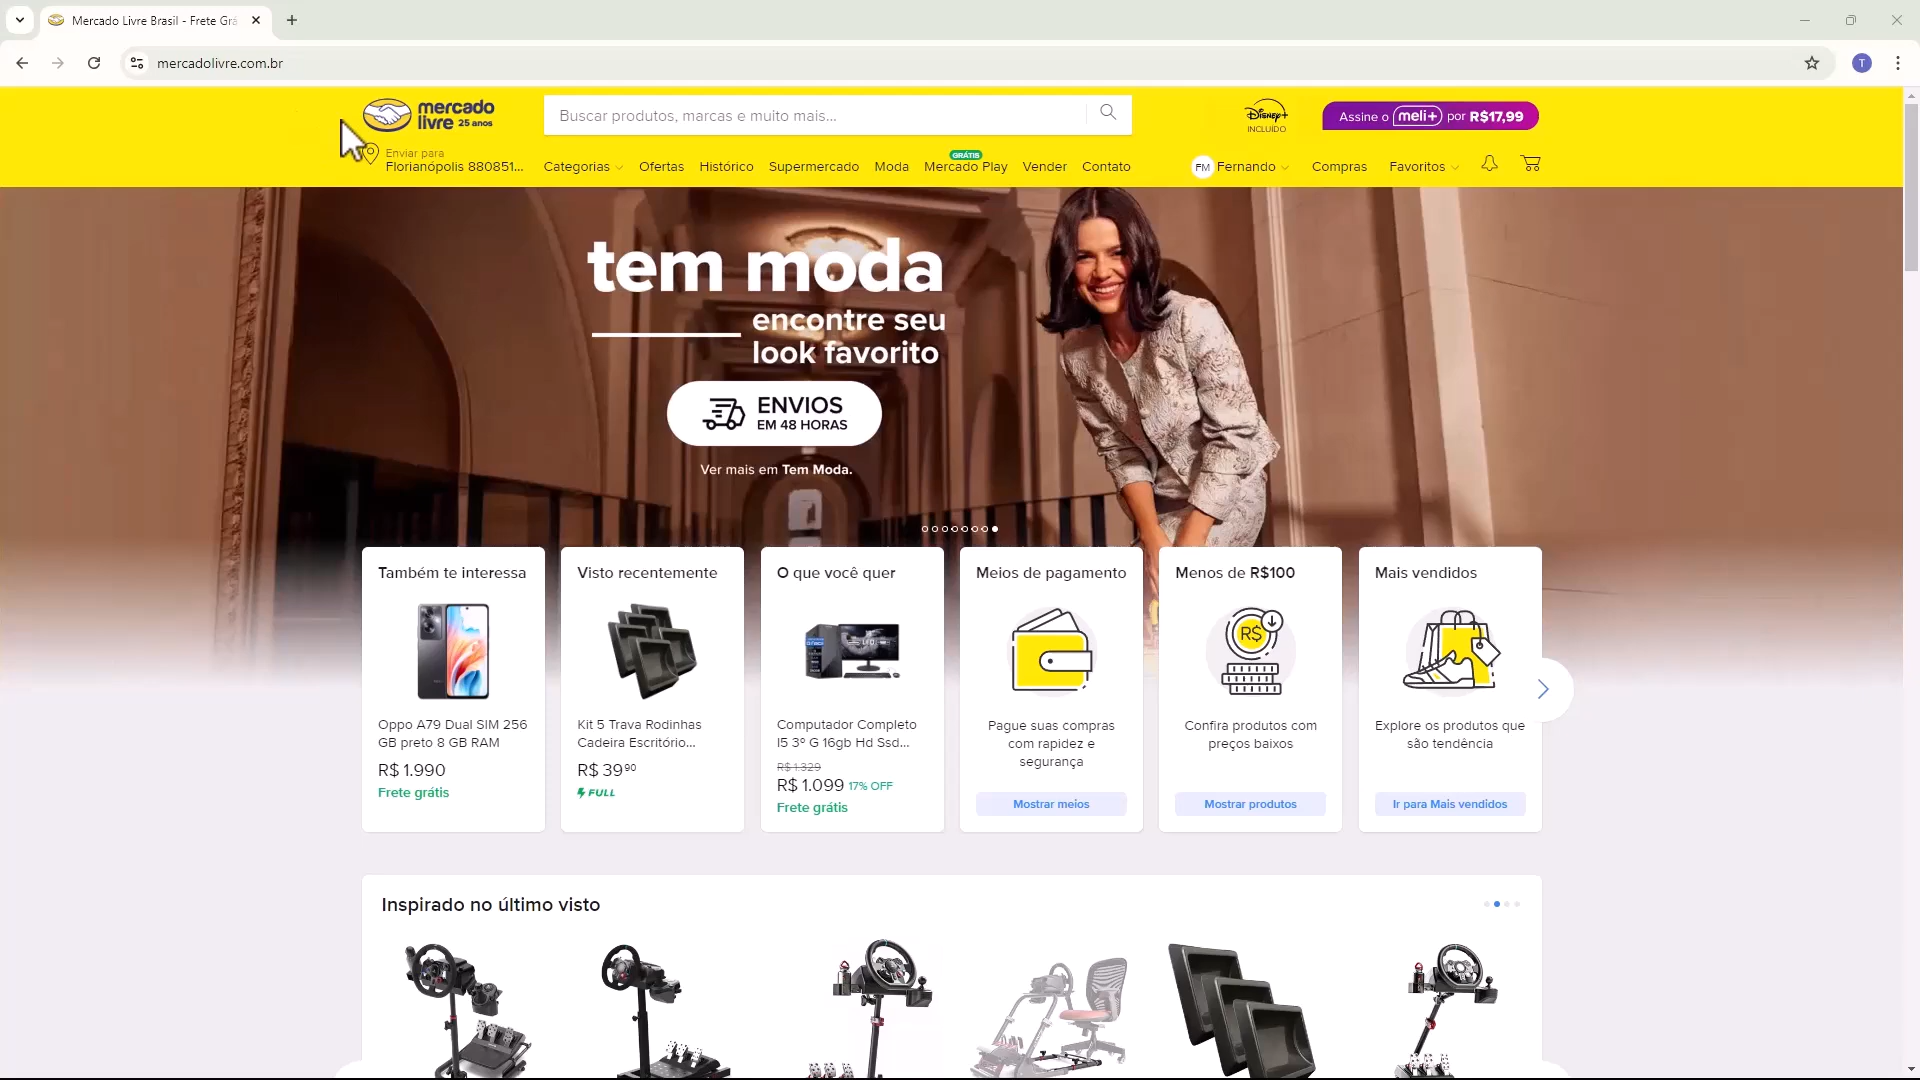 Mercado Livre Brasil - Frete Grá
mercadolivre.com.br
T
mercado
livre 25 anos
Buscar produtos, marcas e muito mais...
Disney+
INCLUÍDO
Assine o meli+ por R$17,99
Enviar para
Florianópolis 880851...
Categorias
Ofertas
Histórico
Supermercado
Moda
GRÁTIS
Mercado Play
Vender
Contato
FM
Fernando
Compras
Favoritos
tem moda
encontre seu
look favorito
ENVIOS
EM 48 HORAS
Ver mais em Tem Moda.
Também te interessa
Oppo A79 Dual SIM 256
GB preto 8 GB RAM
R$ 1.990
Frete grátis
Visto recentemente
Kit 5 Trava Rodinhas
Cadeira Escritório...
R$ 39 90
FULL
O que você quer
Computador Completo
I5 3º G 16gb Hd Ssd...
R$ 1.329
R$ 1.099 17% OFF
Frete grátis
Meios de pagamento
Pague suas compras
com rapidez e
segurança
Mostrar meios
Menos de R$100
R$
Confira produtos com
preços baixos
Mostrar produtos
Mais vendidos
Explore os produtos que
são tendência
Ir para Mais vendidos
Inspirado no último visto